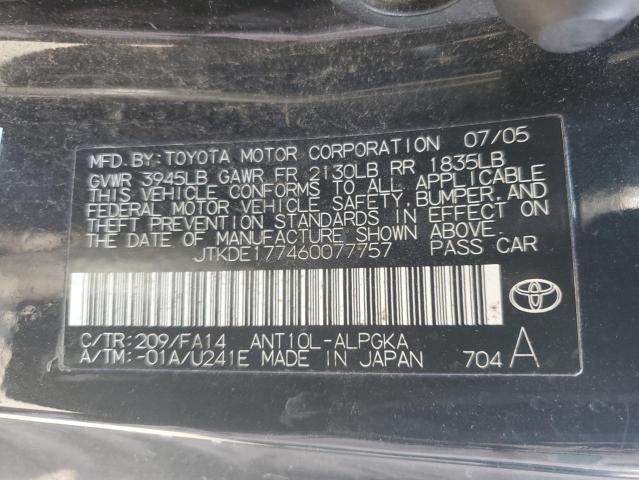 MFD. BY: TOYOTA MOTOR CORPORATION 07/05
GVWR 3945LB GAWR FR 2130LB RR 1835LB
THIS VEHICLE CONFORMS TO ALL APPLICABLE
FEDERAL MOTOR VEHICLE SAFETY, BUMPER, AND
THEFT PREVENTION STANDARDS IN EFFECT ON
THE DATE OF MANUFACTURE SHOWN ABOVE.
JTKDE177460077757 PASS CAR
C/TR: 209/FA14 ANT10L-ALPGKA
A/TM: -01A/U241E MADE IN JAPAN 704 A